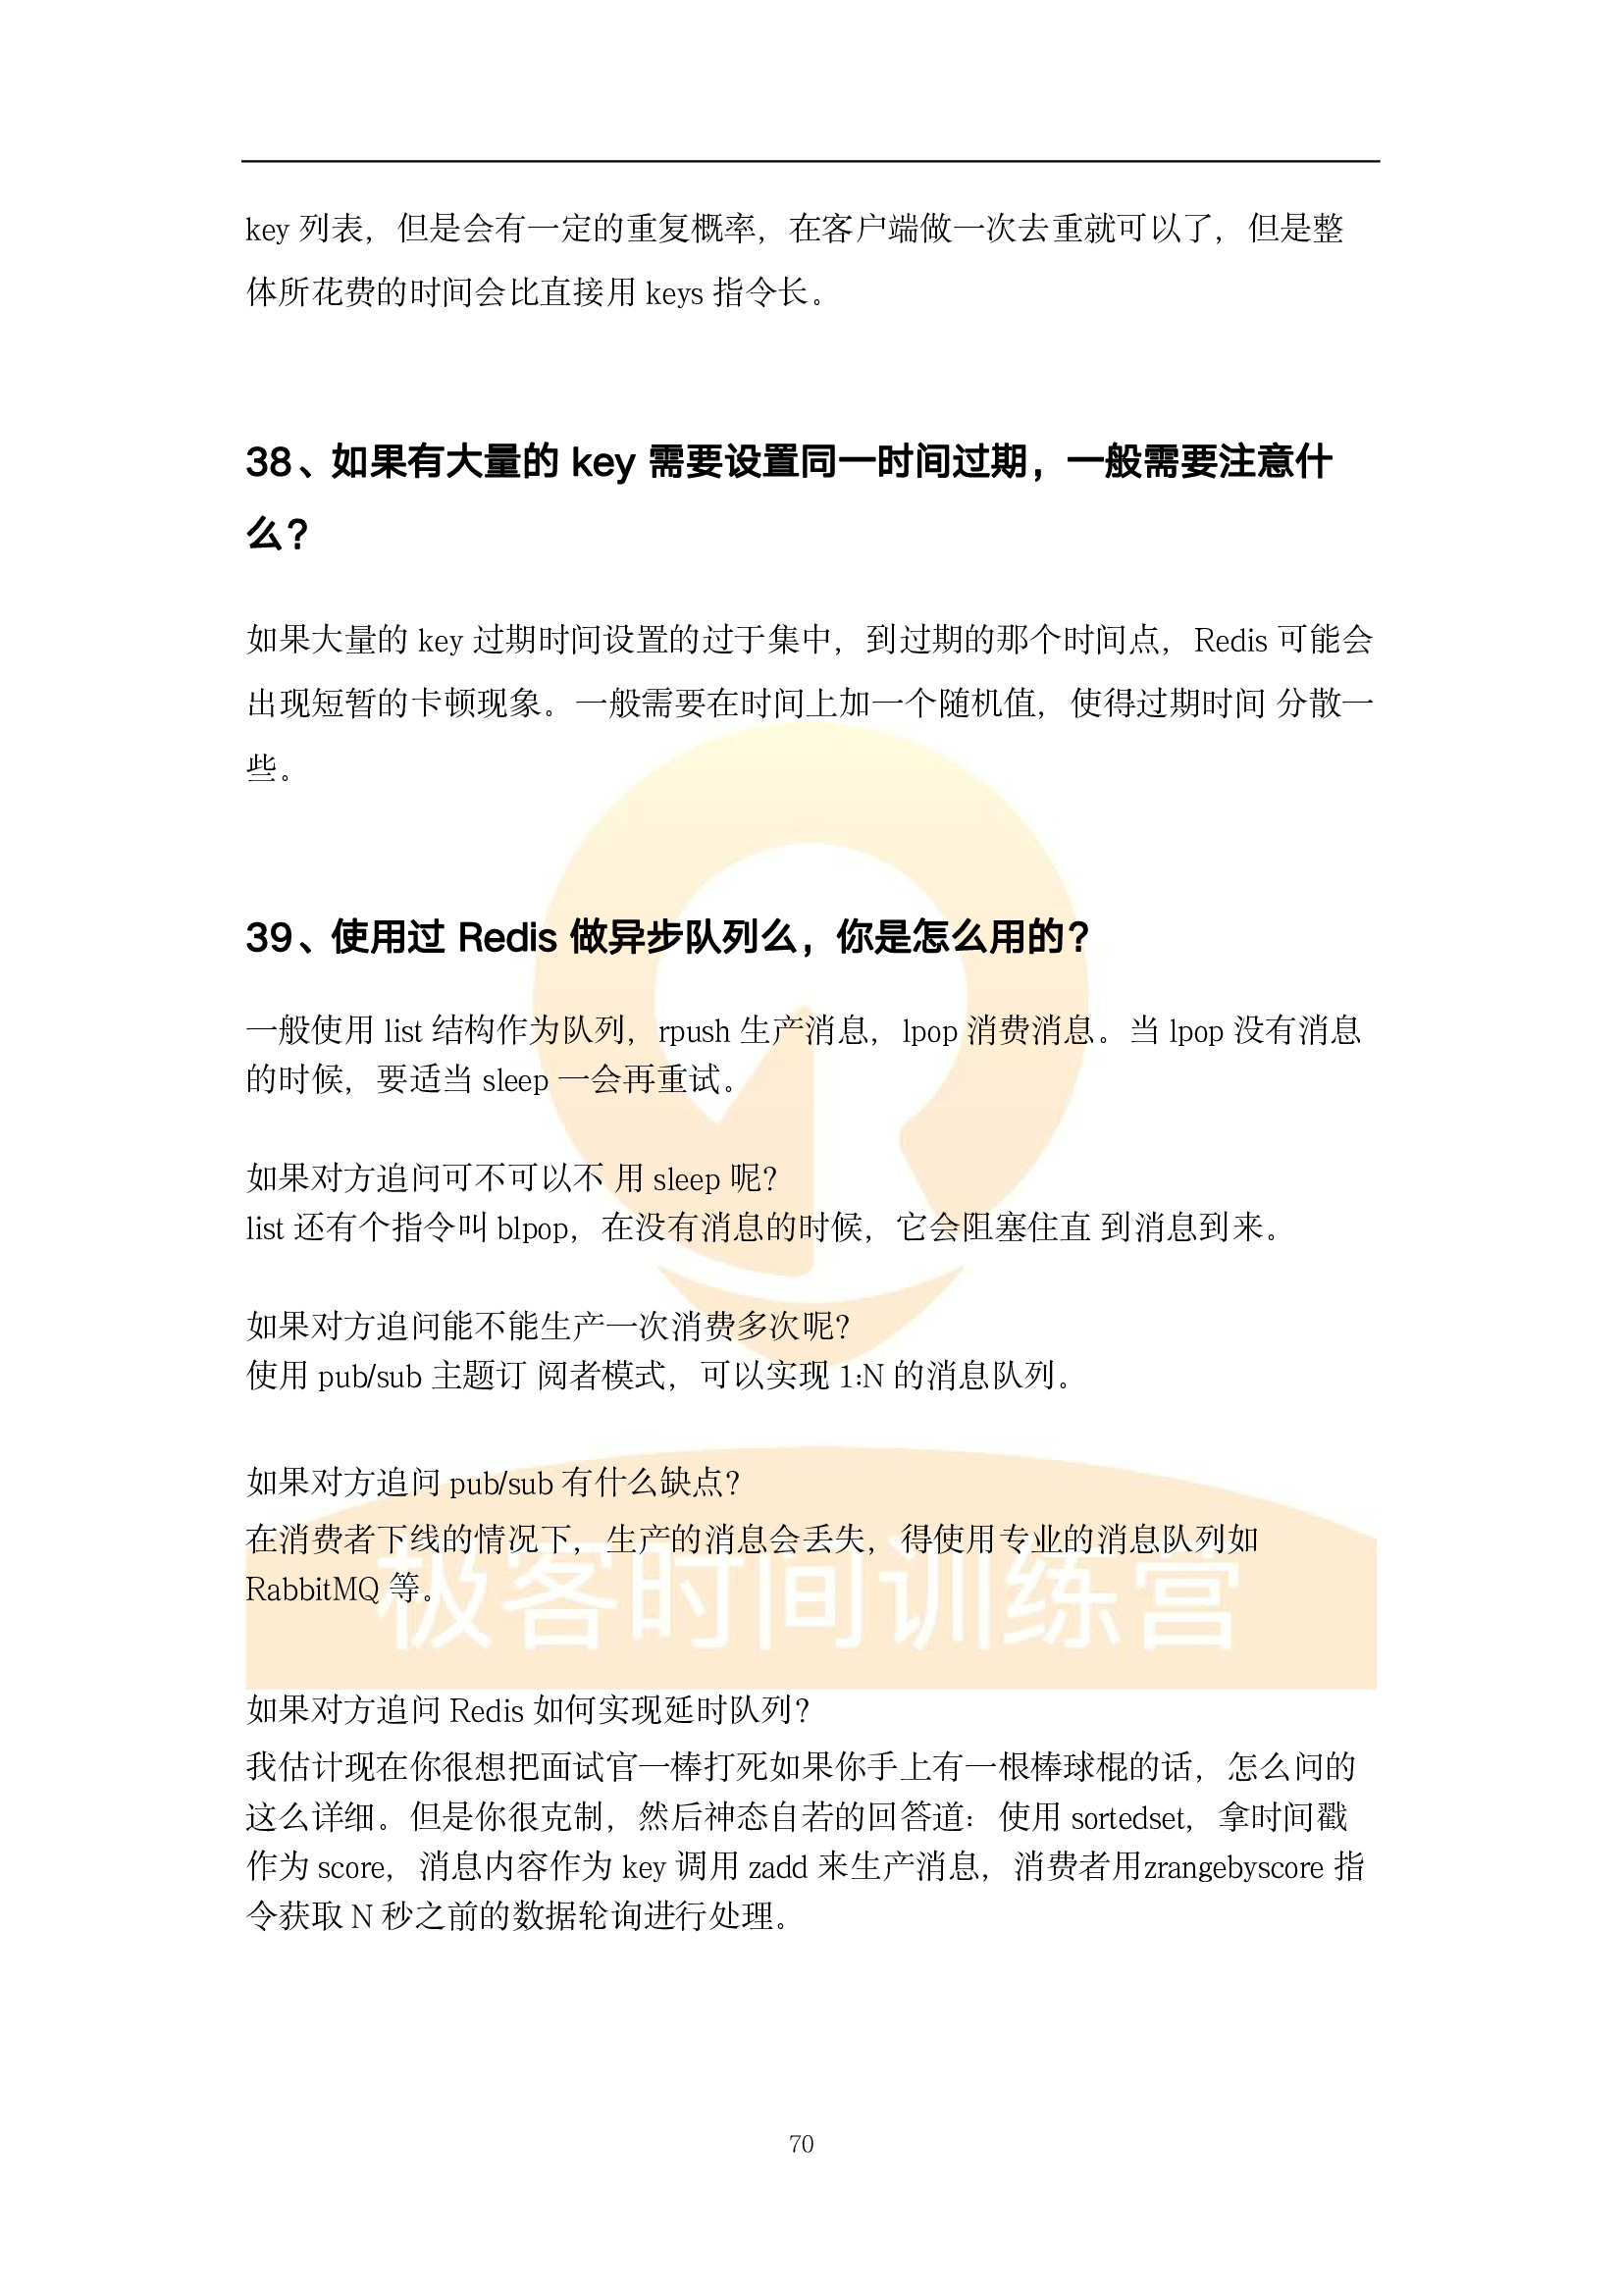 key 列表，但是会有一定的重复概率，在客户端做一次去重就可以了，但是整
体所花费的时间会比直接用 keys 指令长。
38、如果有大量的 key 需要设置同一时间过期，一般需要注意什
么？
如果大量的 key 过期时间设置的过于集中，到过期的那个时间点，Redis 可能会
出现短暂的卡顿现象。一般需要在时间上加一个随机值，使得过期时间 分散一
些。
39、使用过 Redis 做异步队列么，你是怎么用的？
一般使用 list 结构作为队列，rpush 生产消息，lpop 消费消息。当 lpop 没有消息
的时候，要适当 sleep 一会再重试。
如果对方追问可不可以不 用 sleep 呢？
list 还有个指令叫 blpop，在没有消息的时候，它会阻塞住直 到消息到来。
如果对方追问能不能生产一次消费多次呢？
使用 pub/sub 主题订 阅者模式，可以实现 1:N 的消息队列。
如果对方追问 pub/sub 有什么缺点？
在消费者下线的情况下，生产的消息会丢失，得使用专业的消息队列如
RabbitMQ 等。
极客时间训练营
如果对方追问 Redis 如何实现延时队列？
我估计现在你很想把面试官一棒打死如果你手上有一根棒球棍的话，怎么问的
这么详细。但是你很克制，然后神态自若的回答道：使用 sortedset，拿时间戳
作为 score，消息内容作为 key 调用 zadd 来生产消息，消费者用zrangebyscore 指
令获取 N 秒之前的数据轮询进行处理。
70